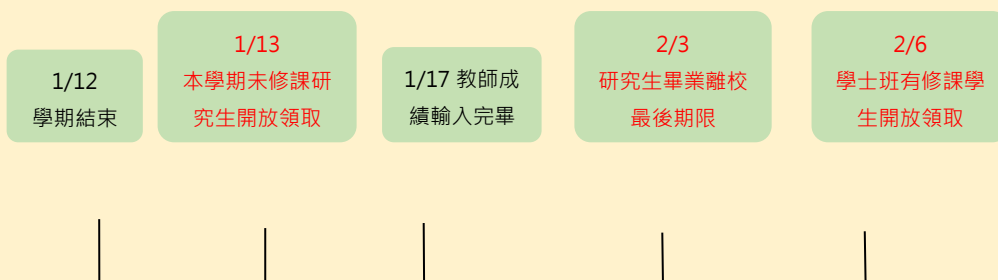 1/12
學期結束
1/13
本學期未修課研
究生開放領取
1/17 教師成
績輸入完畢
2/3
研究生畢業離校
最後期限
2/6
學士班有修課學
生開放領取